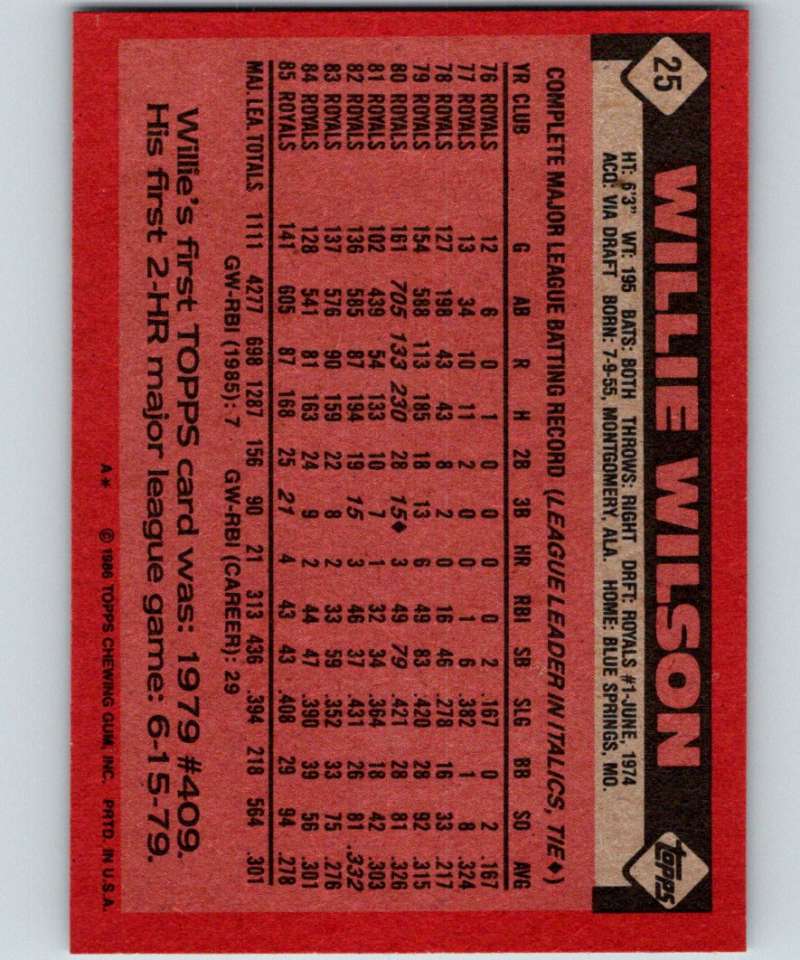 25
WILLIE WILSON
topps
HT: 6'3" WT: 195 BATS: BOTH THROWS: RIGHT DRFT: ROYALS #1-JUNE, 1974
ACQ: VIA DRAFT BORN: 7-9-55, MONTGOMERY, ALA. HOME: BLUE SPRINGS, MO.
COMPLETE MAJOR LEAGUE BATTING RECORD (LEAGUE LEADER IN ITALICS, TIE♦)
YR CLUB G AB R H 2B 3B HR RBI SB SLG BB SO AVG
76 ROYALS 12 6 0 1 0 0 0 0 2 .167 0 2 .167
77 ROYALS 13 34 10 11 2 0 0 1 6 .382 1 8 .324
78 ROYALS 127 198 43 43 8 2 0 16 46 .278 16 33 .217
79 ROYALS 154 588 113 185 18 13 6 49 83 .420 28 92 .315
80 ROYALS 161 705 133 230 28 15♦ 3 49 79 .421 28 81 .326
81 ROYALS 102 439 54 133 10 7 1 32 34 .364 18 42 .303
82 ROYALS 136 585 87 194 19 15 3 46 37 .431 26 81 .332
83 ROYALS 137 576 90 159 22 8 2 33 59 .352 33 75 .276
84 ROYALS 128 541 81 163 24 9 2 44 47 .390 39 56 .301
85 ROYALS 141 605 87 168 25 21 4 43 43 .408 29 94 .278
MAJ. LEA. TOTALS 1111 4277 698 1287 156 90 21 313 436 .394 218 564 .301
GW-RBI (1985): 7 GW-RBI (CAREER): 29
Willie's first TOPPS card was: 1979 #409.
His first 2-HR major league game: 6-15-79.
A* © 1986 TOPPS CHEWING GUM, INC. PRTD. IN U.S.A.